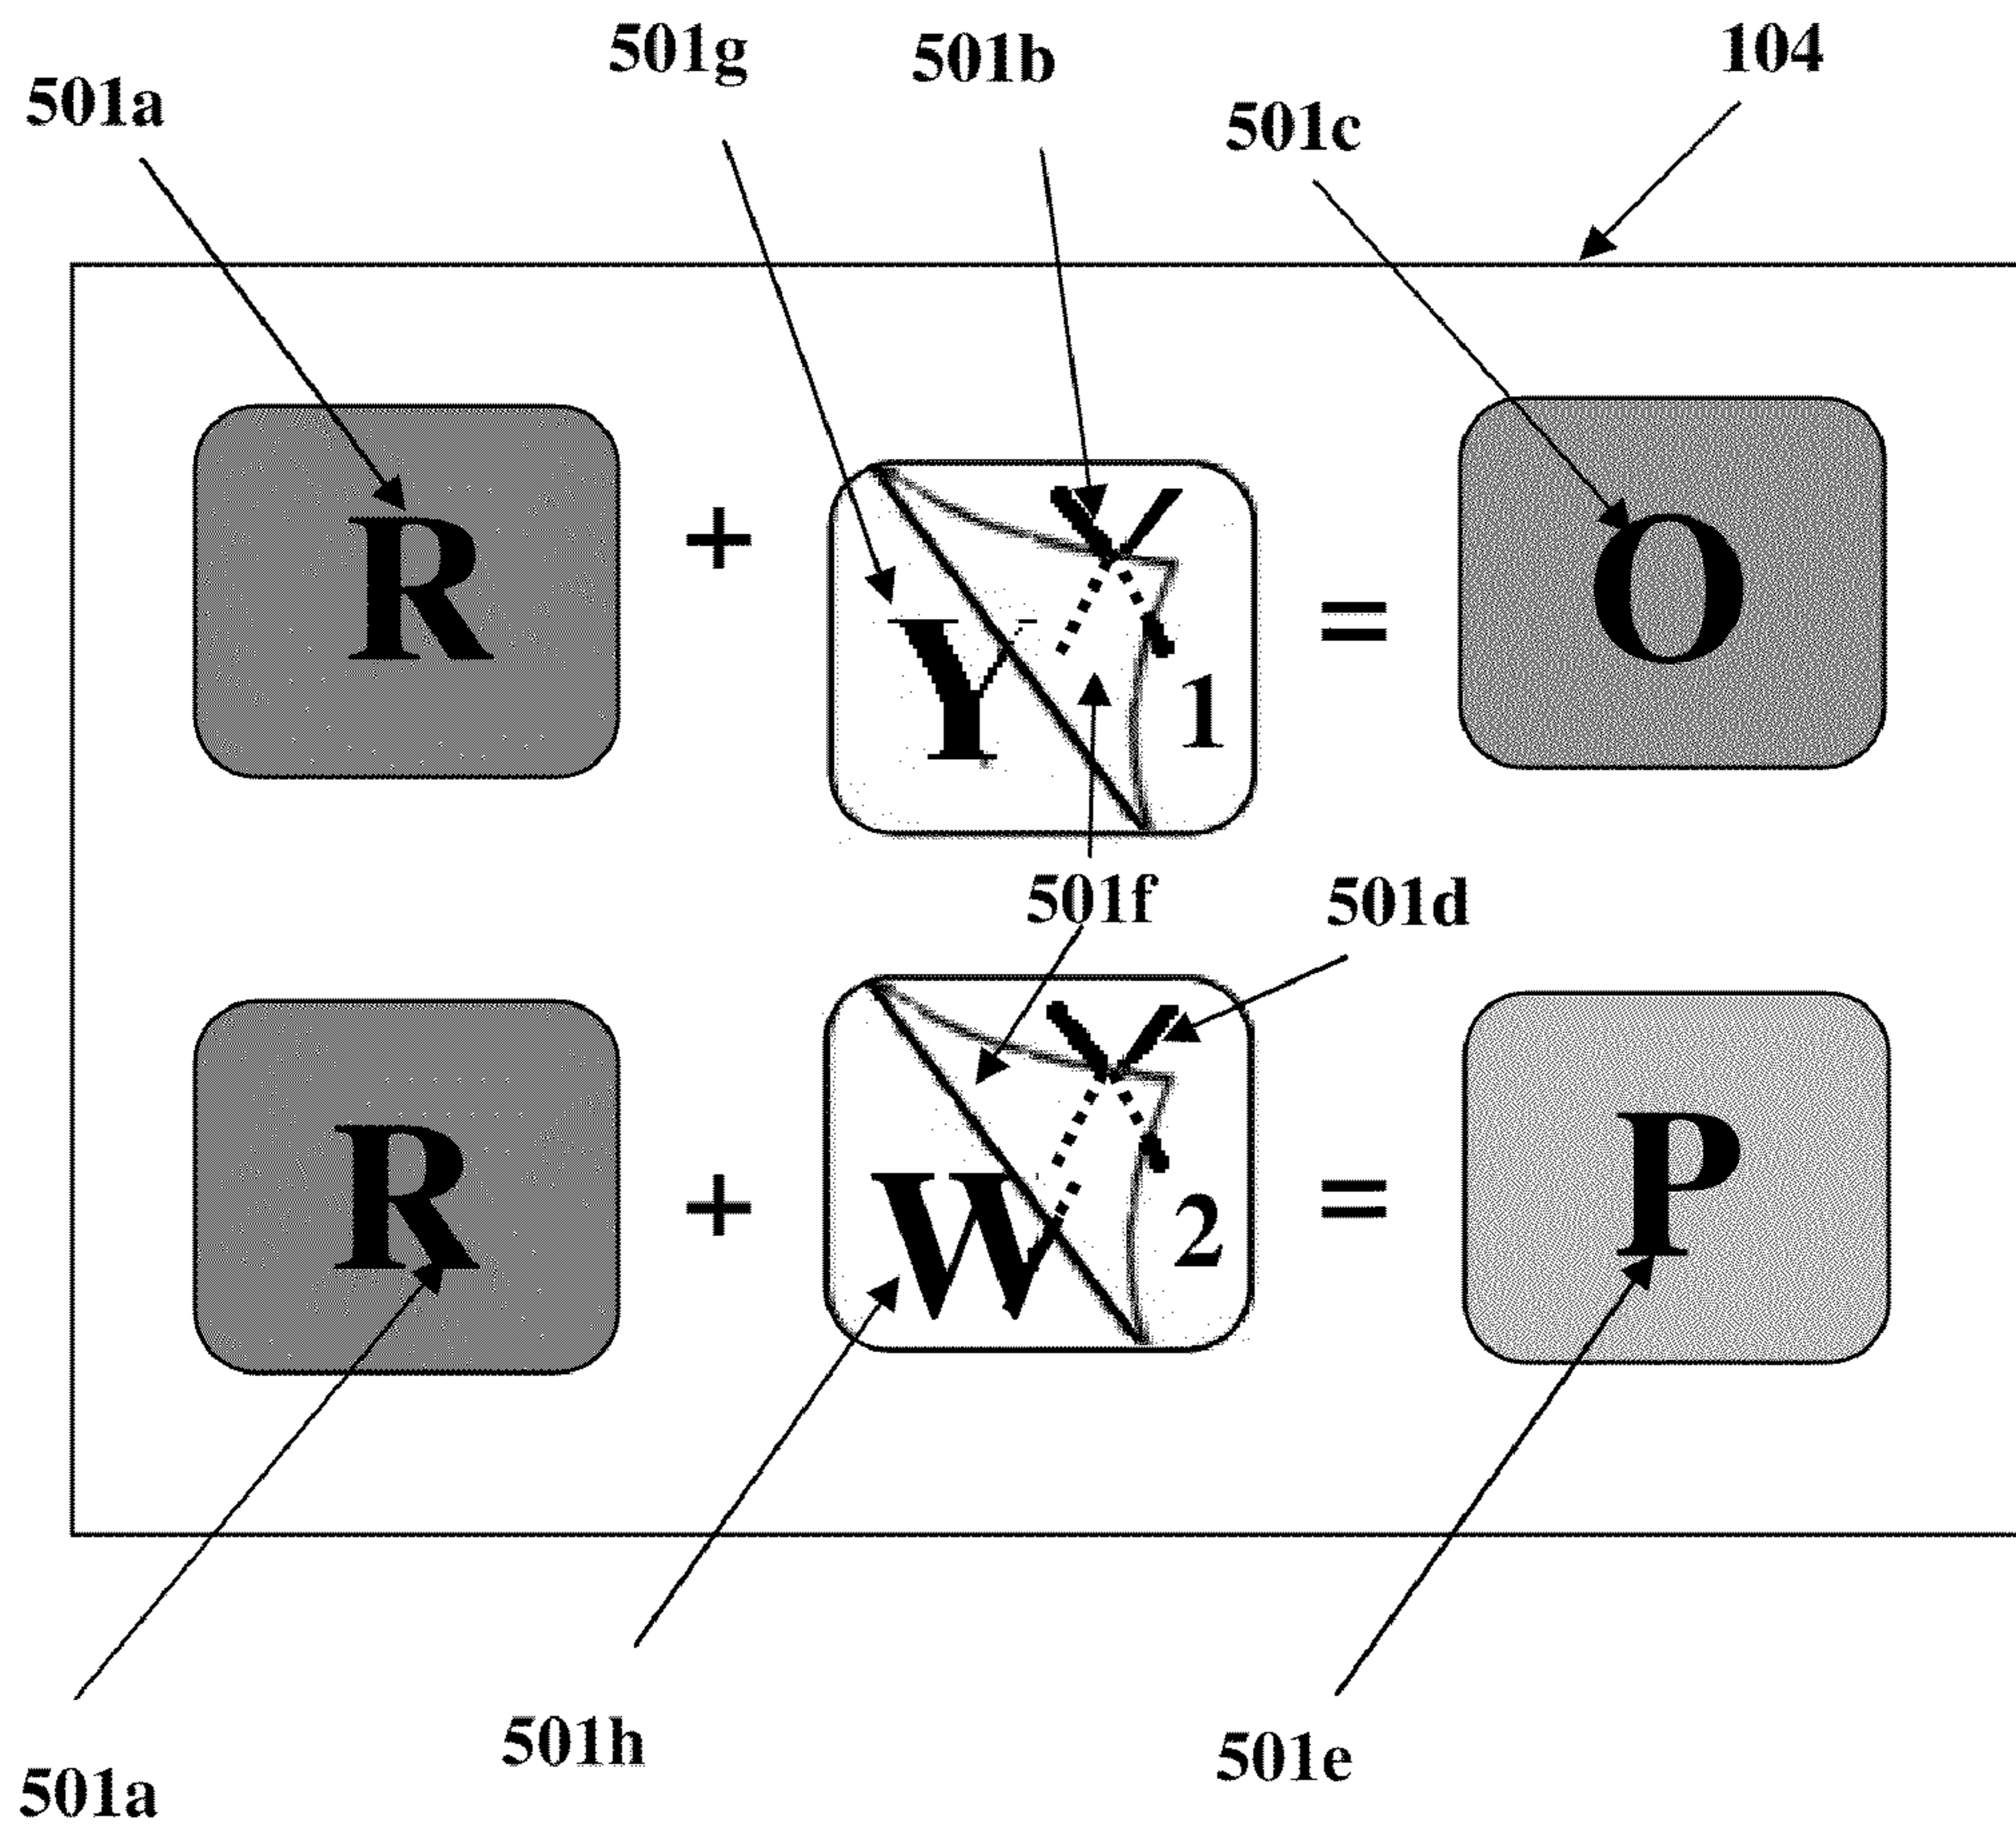 501g 501b 104
501a 501c
R + Y 1 = O
501f 501d
R + W 2 = P
501h 501e
501a